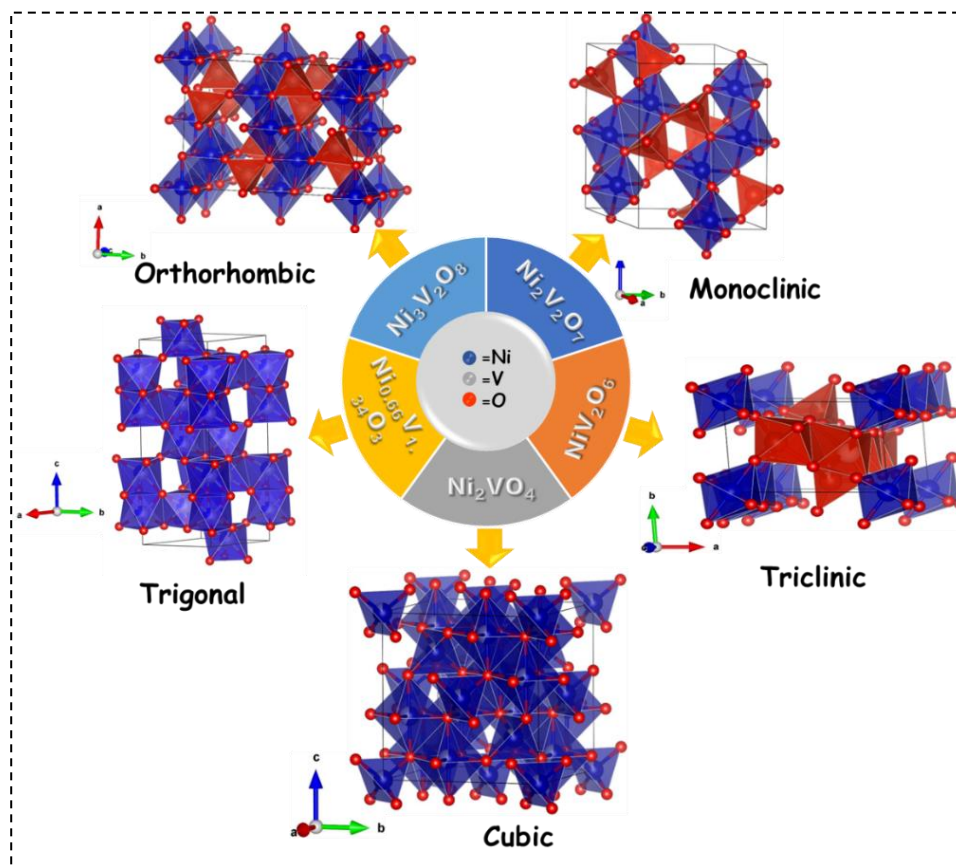 a
c
b
Orthorhombic
a
b
Monoclinic
Ni₃V₂O₈
Ni₂V₂O₇
Ni₀.₆₆V₁.
₃₄O₃
NiV₂O₆
Ni₂VO₄
=Ni
=V
=O
c
a
b
Trigonal
b
a
Triclinic
c
a
b
Cubic